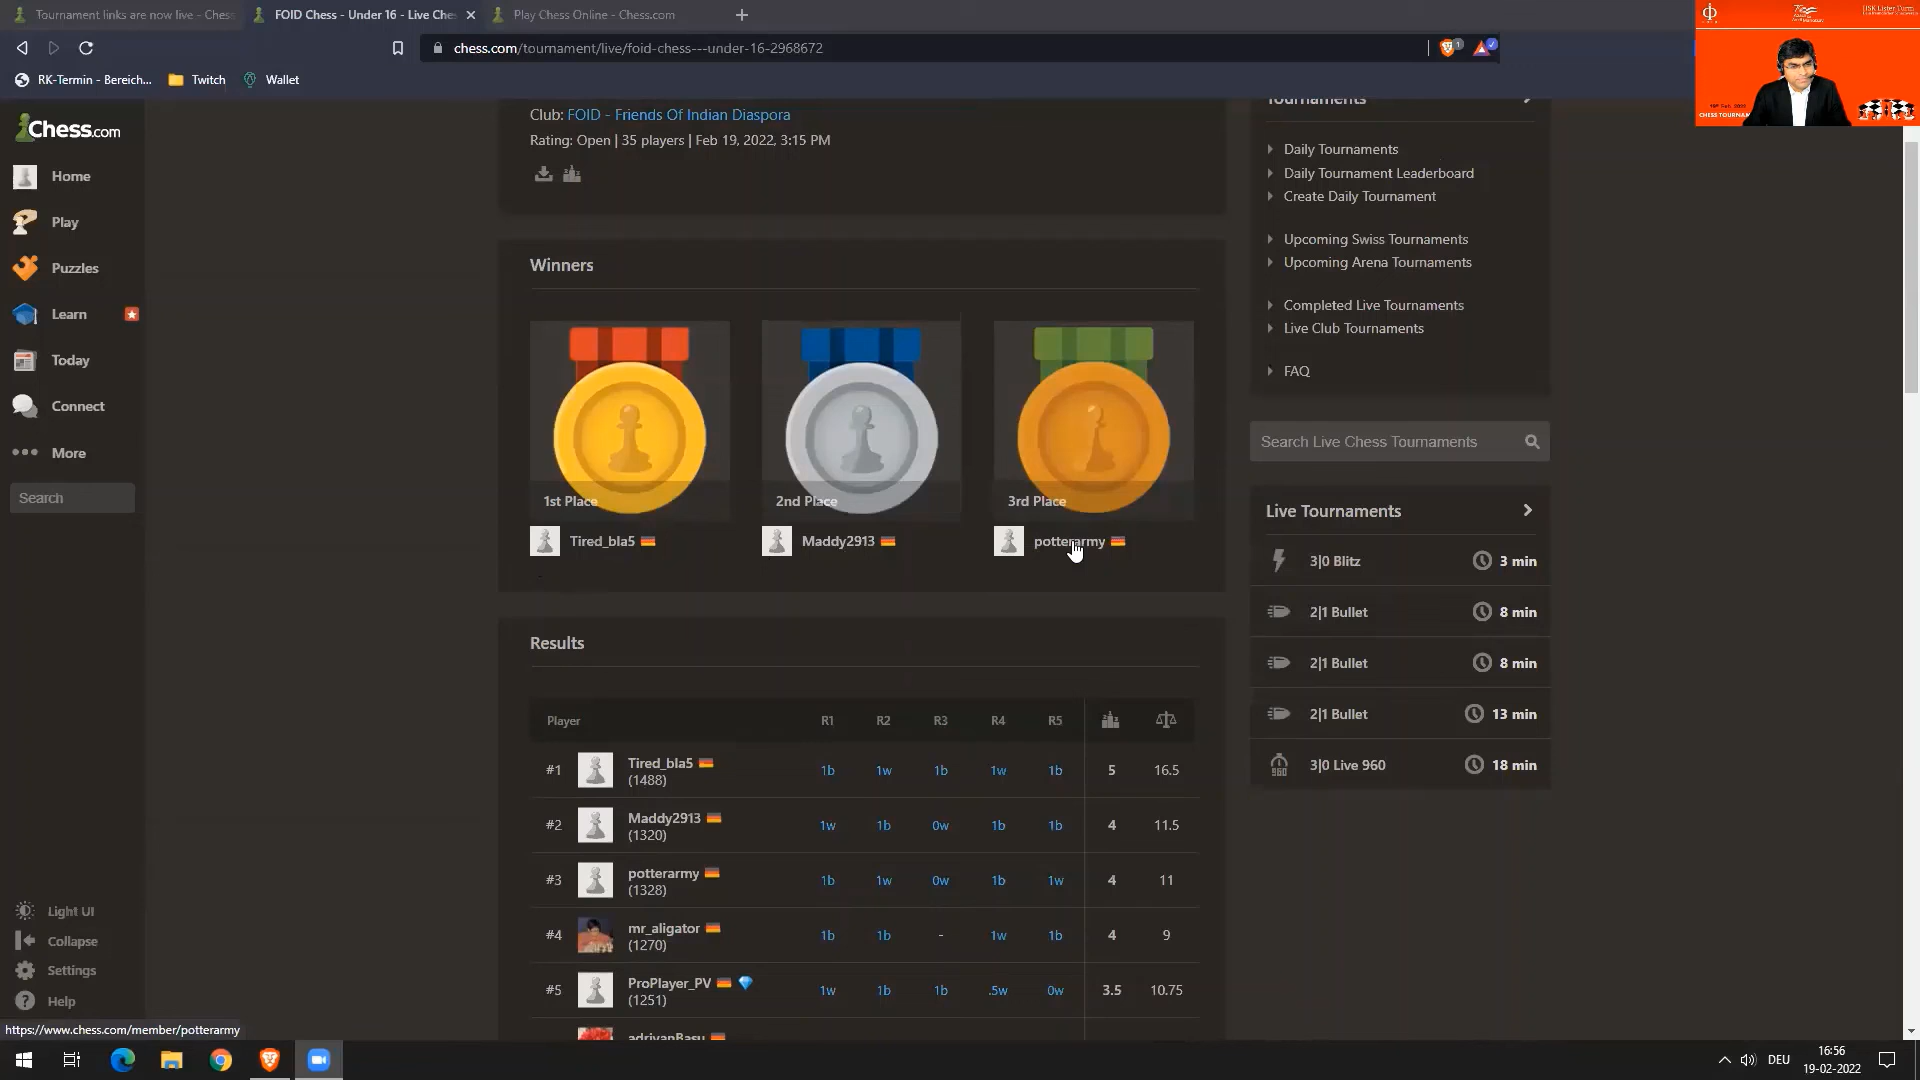 Tournament links are now live - Chess
FOID Chess - Under 16 - Live Ches
Play Chess Online - Chess.com
chess.com/tournament/live/foid-chess---under-16-2968672
RK-Termin - Bereich...
Twitch
Wallet
CHESS TOURNAM
Chess.com
Home
Play
Puzzles
Learn
Today
Connect
More
Search
Light UI
Collapse
Settings
Help
Club: FOID - Friends Of Indian Diaspora
Rating: Open | 35 players | Feb 19, 2022, 3:15 PM
Winners
1st Place
2nd Place
3rd Place
Tired_bla5
Maddy2913
potterarmy
Results
Player R1 R2 R3 R4 R5
#1 Tired_bla5 (1488) 1b 1w 1b 1w 1b 5 16.5
#2 Maddy2913 (1320) 1w 1b 0w 1b 1b 4 11.5
#3 potterarmy (1328) 1b 1w 0w 1b 1w 4 11
#4 mr_aligator (1270) 1b 1b - 1w 1b 4 9
#5 ProPlayer_PV (1251) 1w 1b 1b .5w 0w 3.5 10.75
adriyanBasu
Tournaments
Daily Tournaments
Daily Tournament Leaderboard
Create Daily Tournament
Upcoming Swiss Tournaments
Upcoming Arena Tournaments
Completed Live Tournaments
Live Club Tournaments
FAQ
Search Live Chess Tournaments
Live Tournaments
3|0 Blitz 3 min
2|1 Bullet 8 min
2|1 Bullet 8 min
2|1 Bullet 13 min
960 3|0 Live 960 18 min
https://www.chess.com/member/potterarmy
DEU
16:56
19-02-2022